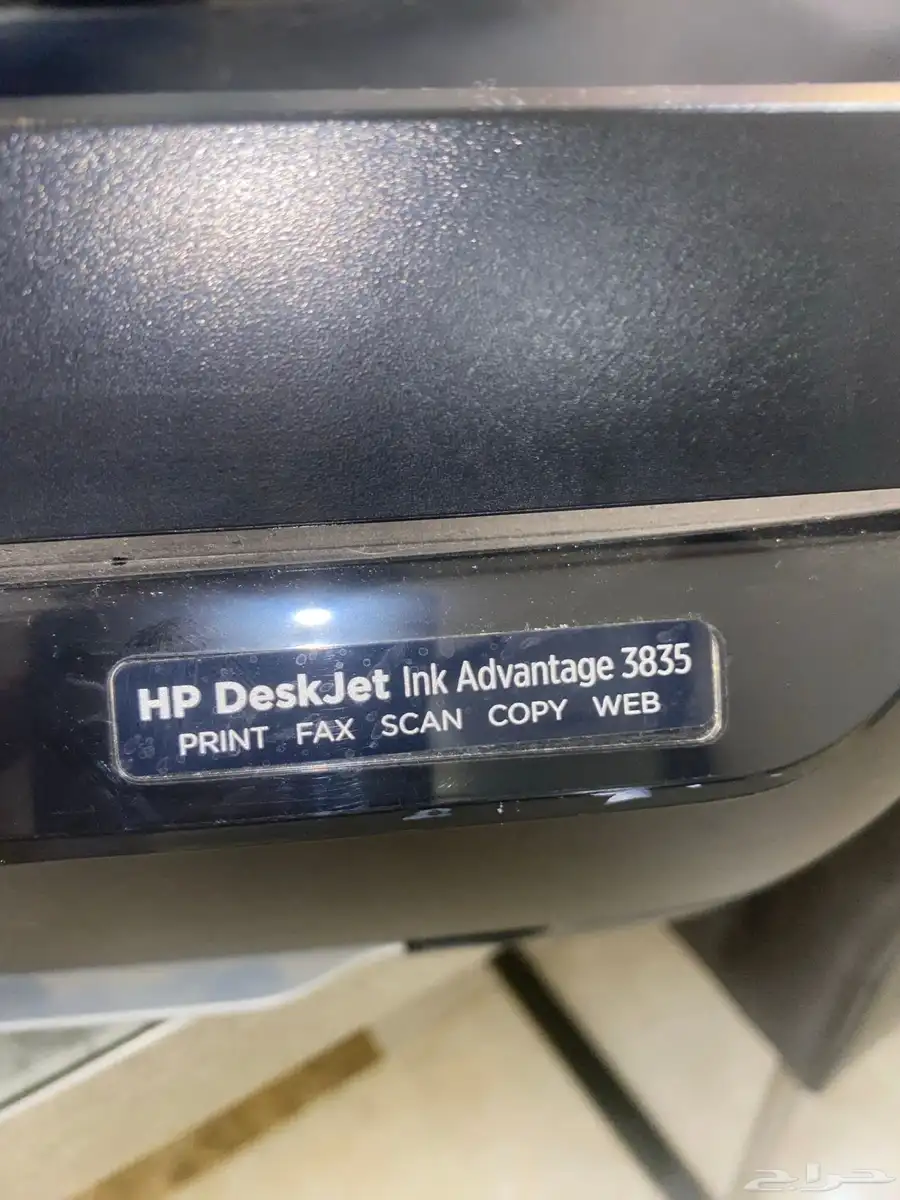 HP DeskJet Ink Advantage 3835
PRINT FAX SCAN COPY WEB
حراج